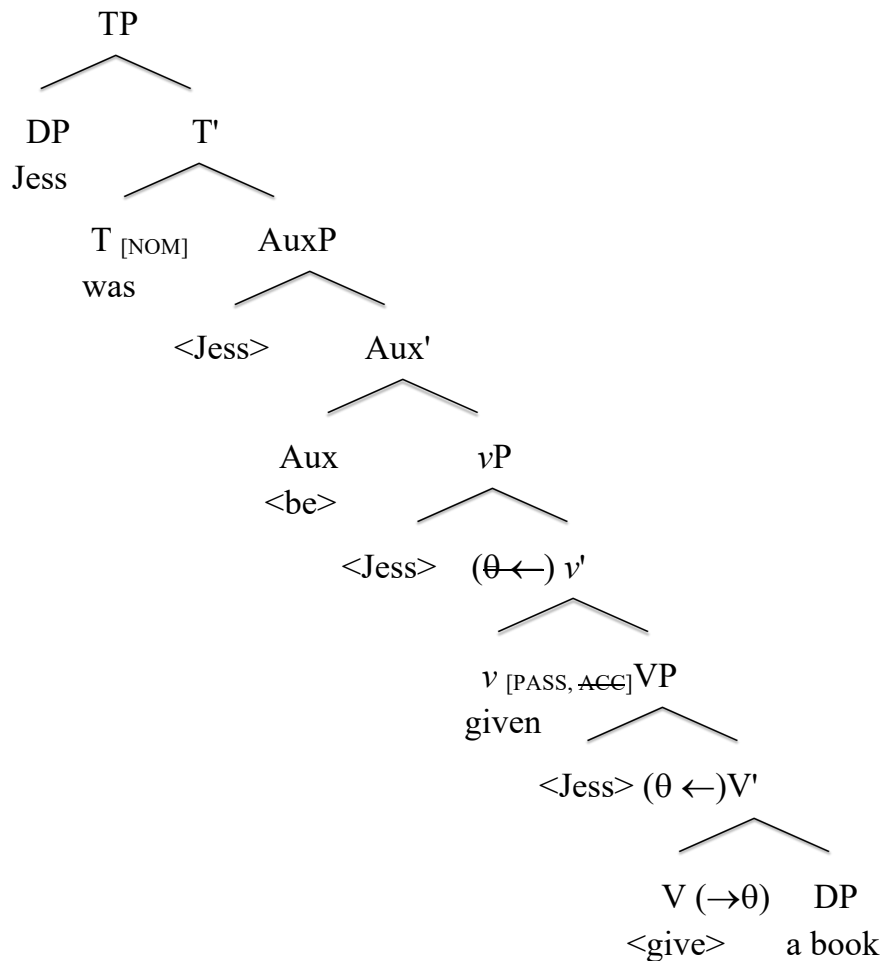 TP
DP T'
Jess
T [NOM] AuxP
was
<Jess> Aux'
Aux vP
<be>
<Jess> (θ ←) v'
v [PASS, ACC]VP
given
<Jess> (θ ←)V'
V (→θ) DP
<give> a book